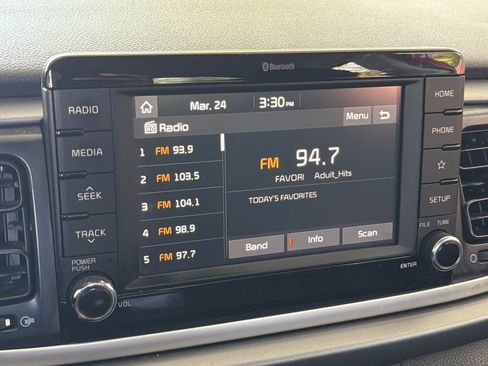 Bluetooth
RADIO
MEDIA
SEEK
TRACK
POWER
PUSH
VOL
Mar. 24 3:30 PM
Radio Menu
1 FM 93.9
2 FM 103.5
3 FM 104.1
4 FM 98.9
5 FM 97.7
FM 94.7
FAVORI Adult_Hits
TODAY'S FAVORITES
Band Info Scan
HOME
PHONE
SETUP
FILE TUNE
ENTER